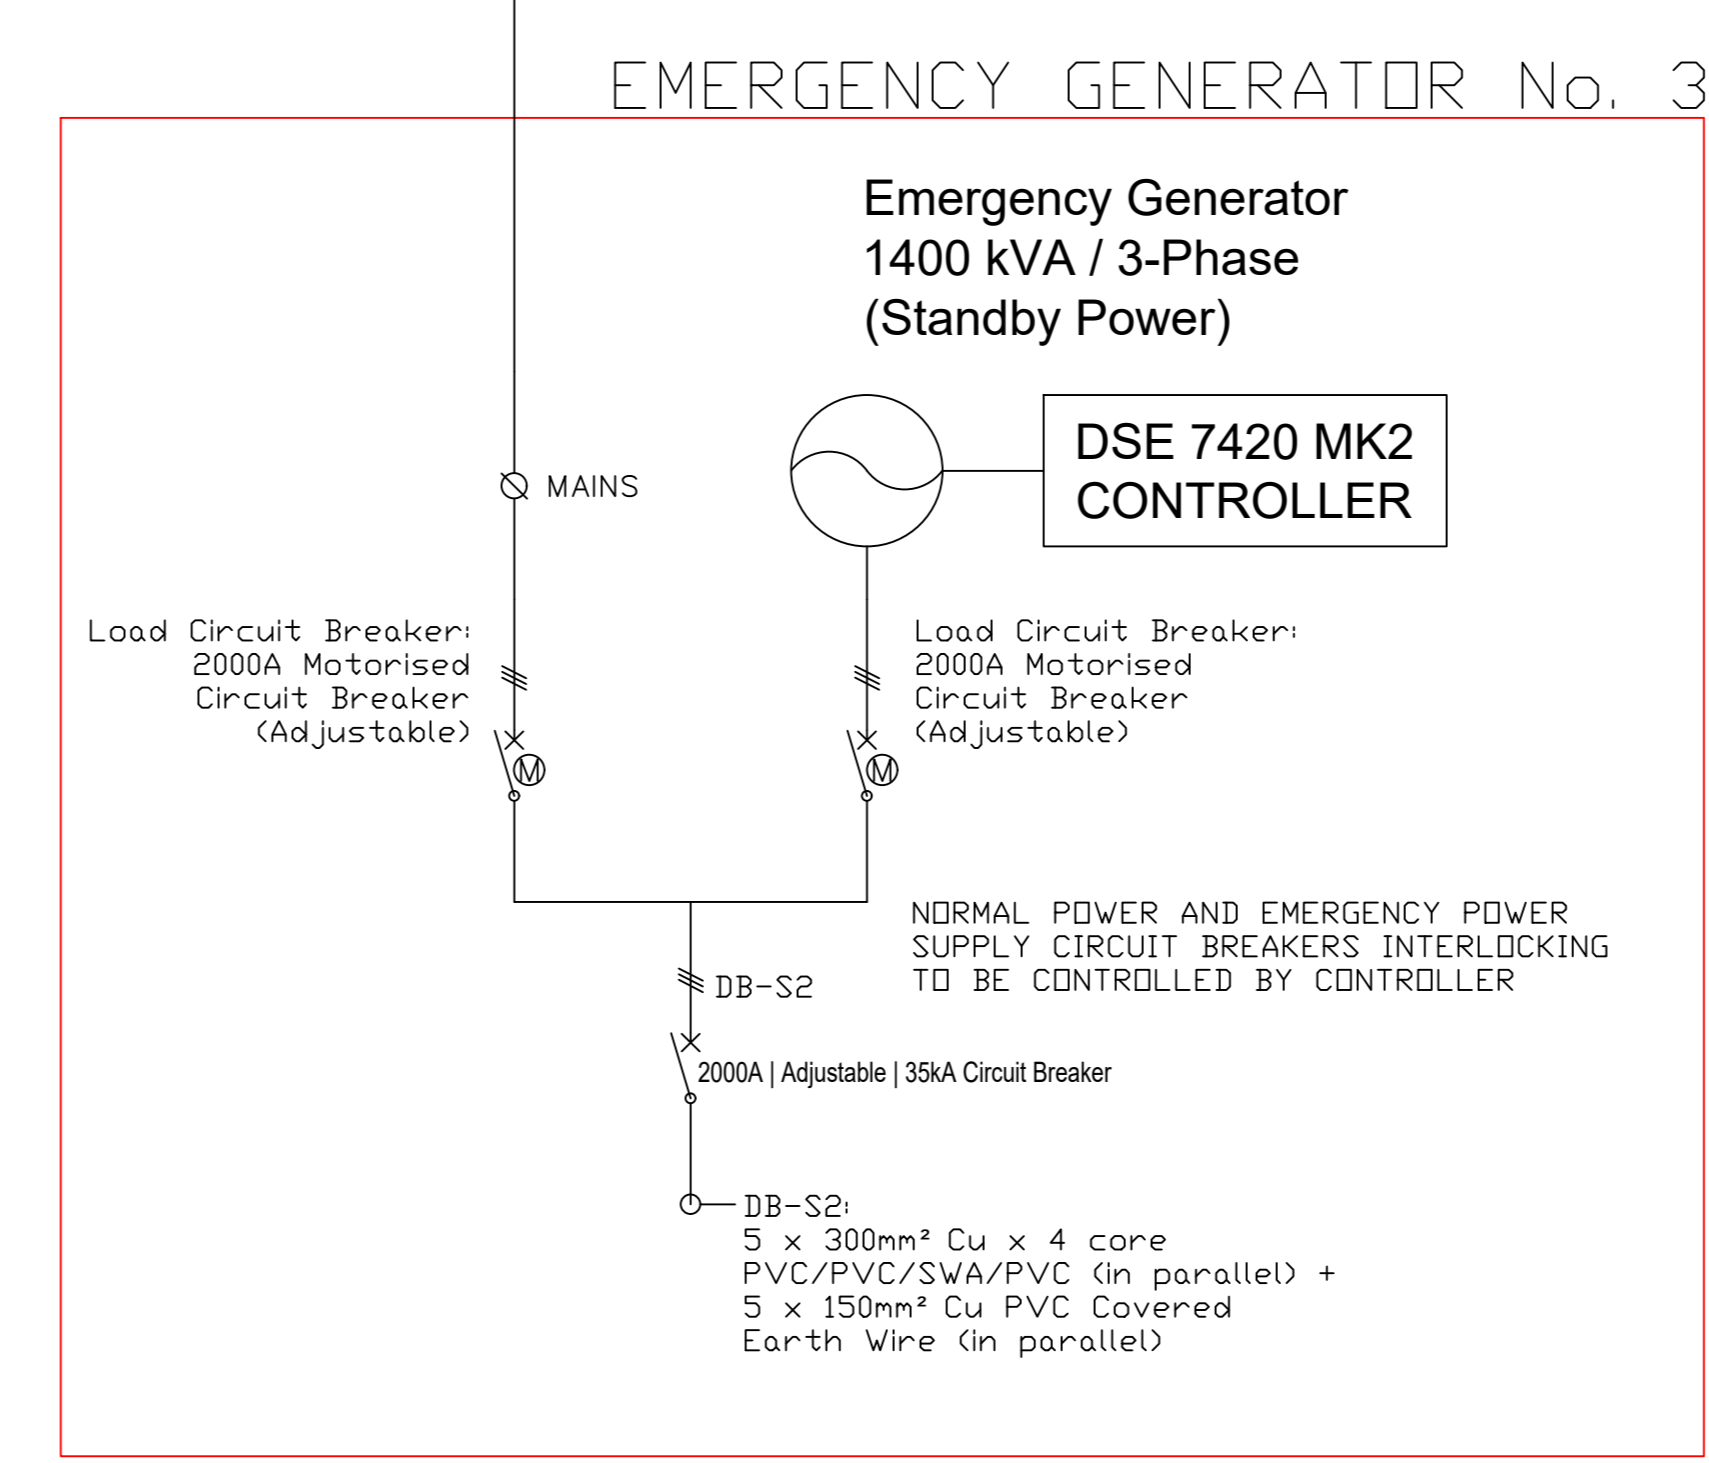 EMERGENCY GENERATOR No. 3
Emergency Generator
1400 kVA / 3-Phase
(Standby Power)
DSE 7420 MK2
CONTROLLER
MAINS
Load Circuit Breaker:
2000A Motorised
Circuit Breaker
(Adjustable)
M
Load Circuit Breaker:
2000A Motorised
Circuit Breaker
(Adjustable)
M
NORMAL POWER AND EMERGENCY POWER
SUPPLY CIRCUIT BREAKERS INTERLOCKING
TO BE CONTROLLED BY CONTROLLER
DB-S2
2000A | Adjustable | 35kA Circuit Breaker
DB-S2:
5 x 300mm² Cu x 4 core
PVC/PVC/SWA/PVC (in parallel) +
5 x 150mm² Cu PVC Covered
Earth Wire (in parallel)